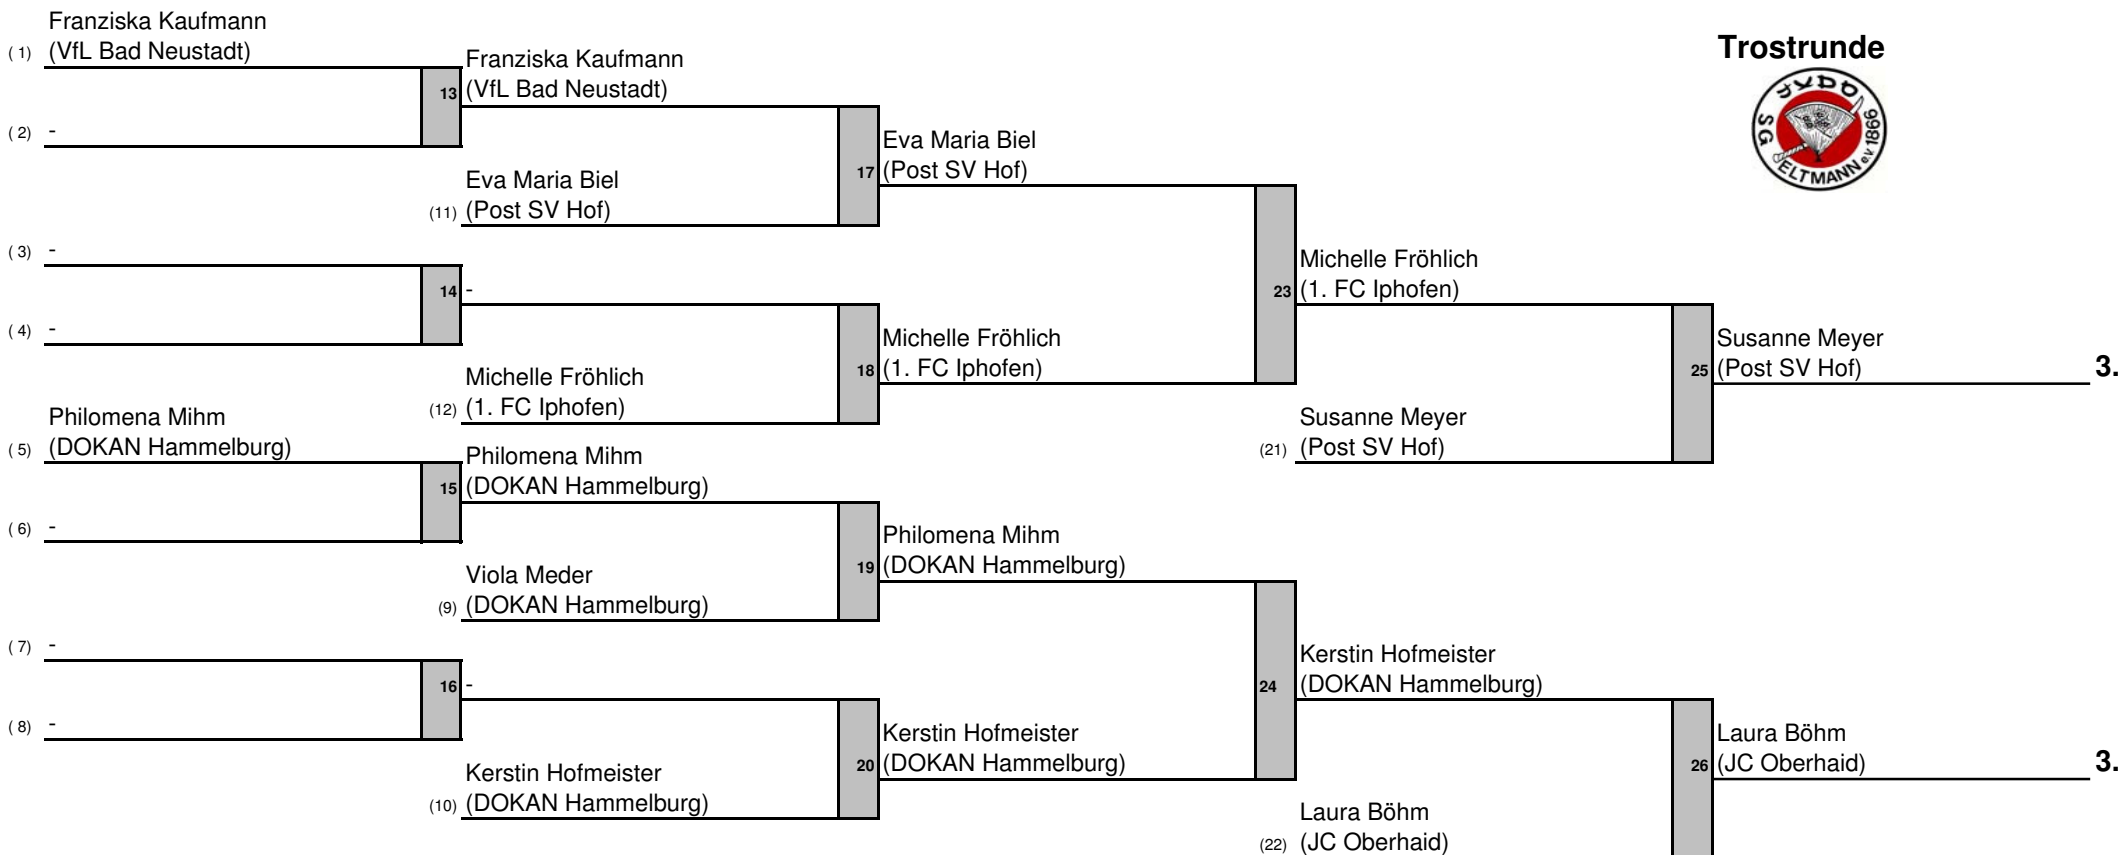 Franziska Kaufmann
( 1) (VfL Bad Neustadt)
Franziska Kaufmann
13 (VfL Bad Neustadt)
( 2) -
Eva Maria Biel
(11) (Post SV Hof)
Eva Maria Biel
17 (Post SV Hof)
( 3) -
14 -
( 4) -
Michelle Fröhlich
(12) (1. FC Iphofen)
Michelle Fröhlich
18 (1. FC Iphofen)
Michelle Fröhlich
23 (1. FC Iphofen)
Susanne Meyer
(21) (Post SV Hof)
Susanne Meyer
25 (Post SV Hof) 3.
Philomena Mihm
( 5) (DOKAN Hammelburg)
Philomena Mihm
15 (DOKAN Hammelburg)
( 6) -
Viola Meder
(9) (DOKAN Hammelburg)
Philomena Mihm
19 (DOKAN Hammelburg)
( 7) -
16 -
( 8) -
Kerstin Hofmeister
(10) (DOKAN Hammelburg)
Kerstin Hofmeister
20 (DOKAN Hammelburg)
Kerstin Hofmeister
24 (DOKAN Hammelburg)
Laura Böhm
(22) (JC Oberhaid)
Laura Böhm
26 (JC Oberhaid) 3.
Trostrunde
JUDO
SG ELTMANN e.V. 1866